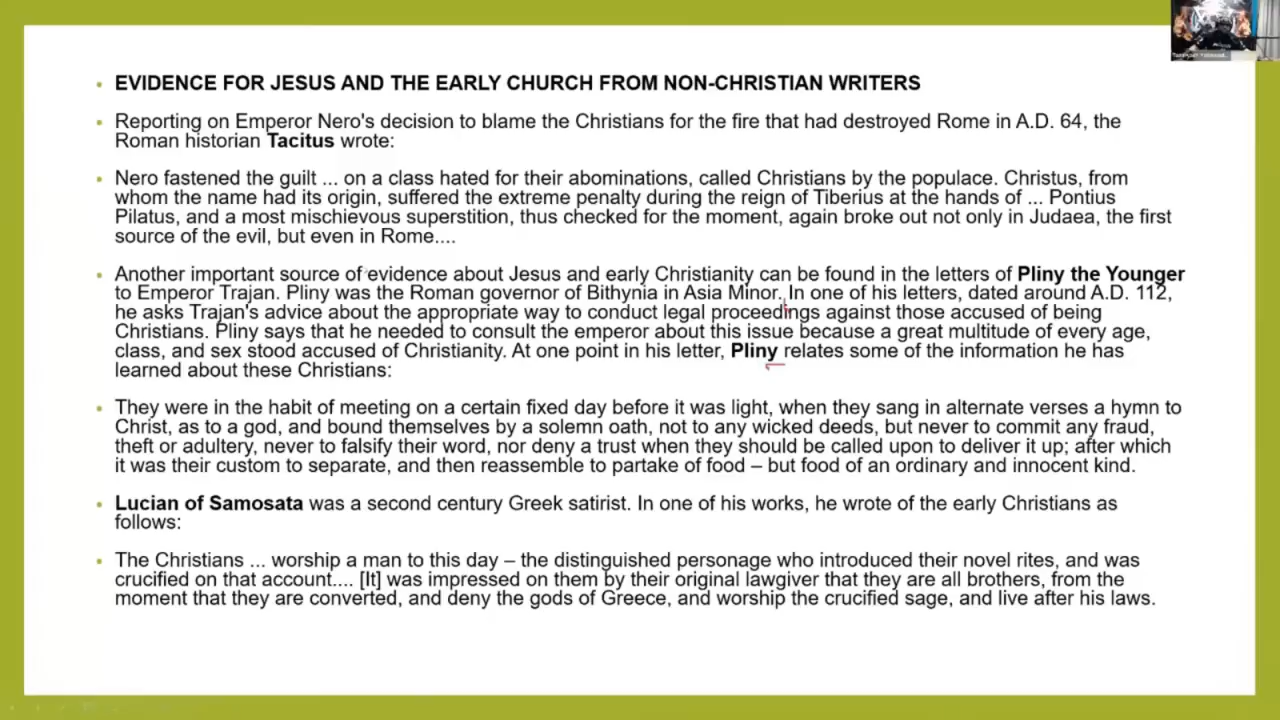 • EVIDENCE FOR JESUS AND THE EARLY CHURCH FROM NON-CHRISTIAN WRITERS
• Reporting on Emperor Nero's decision to blame the Christians for the fire that had destroyed Rome in A.D. 64, the
Roman historian Tacitus wrote:
• Nero fastened the guilt ... on a class hated for their abominations, called Christians by the populace. Christus, from
whom the name had its origin, suffered the extreme penalty during the reign of Tiberius at the hands of ... Pontius
Pilatus, and a most mischievous superstition, thus checked for the moment, again broke out not only in Judaea, the first
source of the evil, but even in Rome....
• Another important source of evidence about Jesus and early Christianity can be found in the letters of Pliny the Younger
to Emperor Trajan. Pliny was the Roman governor of Bithynia in Asia Minor. In one of his letters, dated around A.D. 112,
he asks Trajan's advice about the appropriate way to conduct legal proceedings against those accused of being
Christians. Pliny says that he needed to consult the emperor about this issue because a great multitude of every age,
class, and sex stood accused of Christianity. At one point in his letter, Pliny relates some of the information he has
learned about these Christians:
• They were in the habit of meeting on a certain fixed day before it was light, when they sang in alternate verses a hymn to
Christ, as to a god, and bound themselves by a solemn oath, not to any wicked deeds, but never to commit any fraud,
theft or adultery, never to falsify their word, nor deny a trust when they should be called upon to deliver it up; after which
it was their custom to separate, and then reassemble to partake of food – but food of an ordinary and innocent kind.
• Lucian of Samosata was a second century Greek satirist. In one of his works, he wrote of the early Christians as
follows:
• The Christians ... worship a man to this day – the distinguished personage who introduced their novel rites, and was
crucified on that account.... [It] was impressed on them by their original lawgiver that they are all brothers, from the
moment that they are converted, and deny the gods of Greece, and worship the crucified sage, and live after his laws.